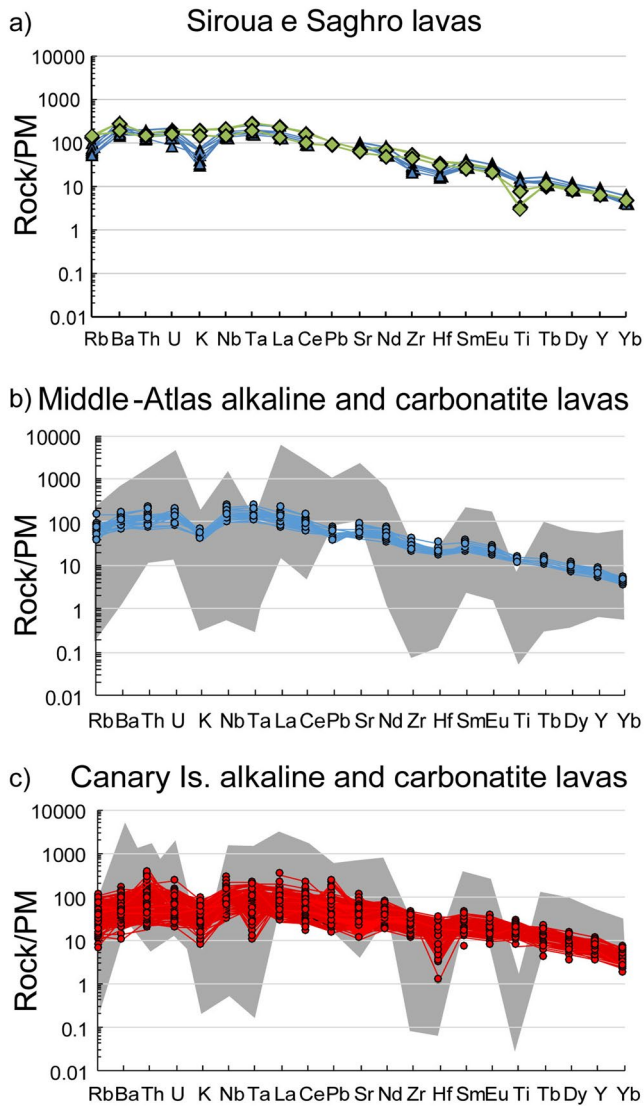 a) Siroua e Saghro lavas
10000
1000
100
10
1
0.1
0.01
Rock/PM
Rb Ba Th U K Nb Ta La Ce Pb Sr Nd Zr Hf Sm Eu Ti Tb Dy Y Yb
b) Middle-Atlas alkaline and carbonatite lavas
10000
1000
100
10
1
0.1
0.01
Rock/PM
Rb Ba Th U K Nb Ta La Ce Pb Sr Nd Zr Hf Sm Eu Ti Tb Dy Y Yb
c) Canary Is. alkaline and carbonatite lavas
10000
1000
100
10
1
0.1
0.01
Rock/PM
Rb Ba Th U K Nb Ta La Ce Pb Sr Nd Zr Hf Sm Eu Ti Tb Dy Y Yb